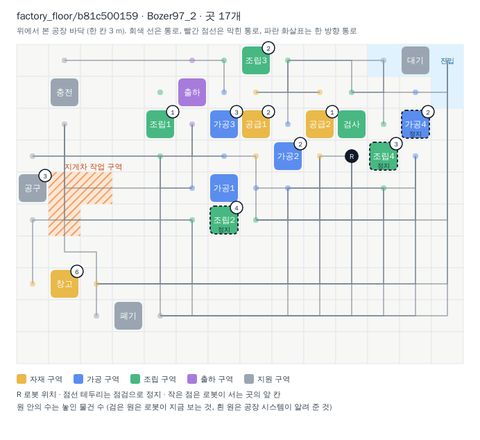 factory_floor/b81c500159 · Bozer97_2 · 곳 17개
위에서 본 공장 바닥 (한 칸 3 m). 회색 선은 통로, 빨간 점선은 막힌 통로, 파란 화살표는 한 방향 통로
조립3 2
대기
충전
출하
조립1 1
가공3 3
공급1 2
공급2 1
검사
가공4 2
정지
가공2 2
R
조립4 3
정지
지게차 작업 구역
공구 3
가공1
조립2 4
정지
창고 6
폐기
자재 구역
가공 구역
조립 구역
출하 구역
지원 구역
R 로봇 위치 · 점선 테두리는 점검으로 정지 · 작은 점은 로봇이 서는 곳의 앞 칸
원 안의 수는 놓인 물건 수 (검은 원은 로봇이 지금 보는 것, 흰 원은 공장 시스템이 알려 준 것)